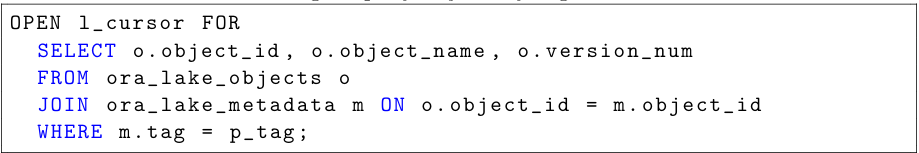 OPEN l_cursor FOR
  SELECT o.object_id, o.object_name, o.version_num
  FROM ora_lake_objects o
  JOIN ora_lake_metadata m ON o.object_id = m.object_id
  WHERE m.tag = p_tag;